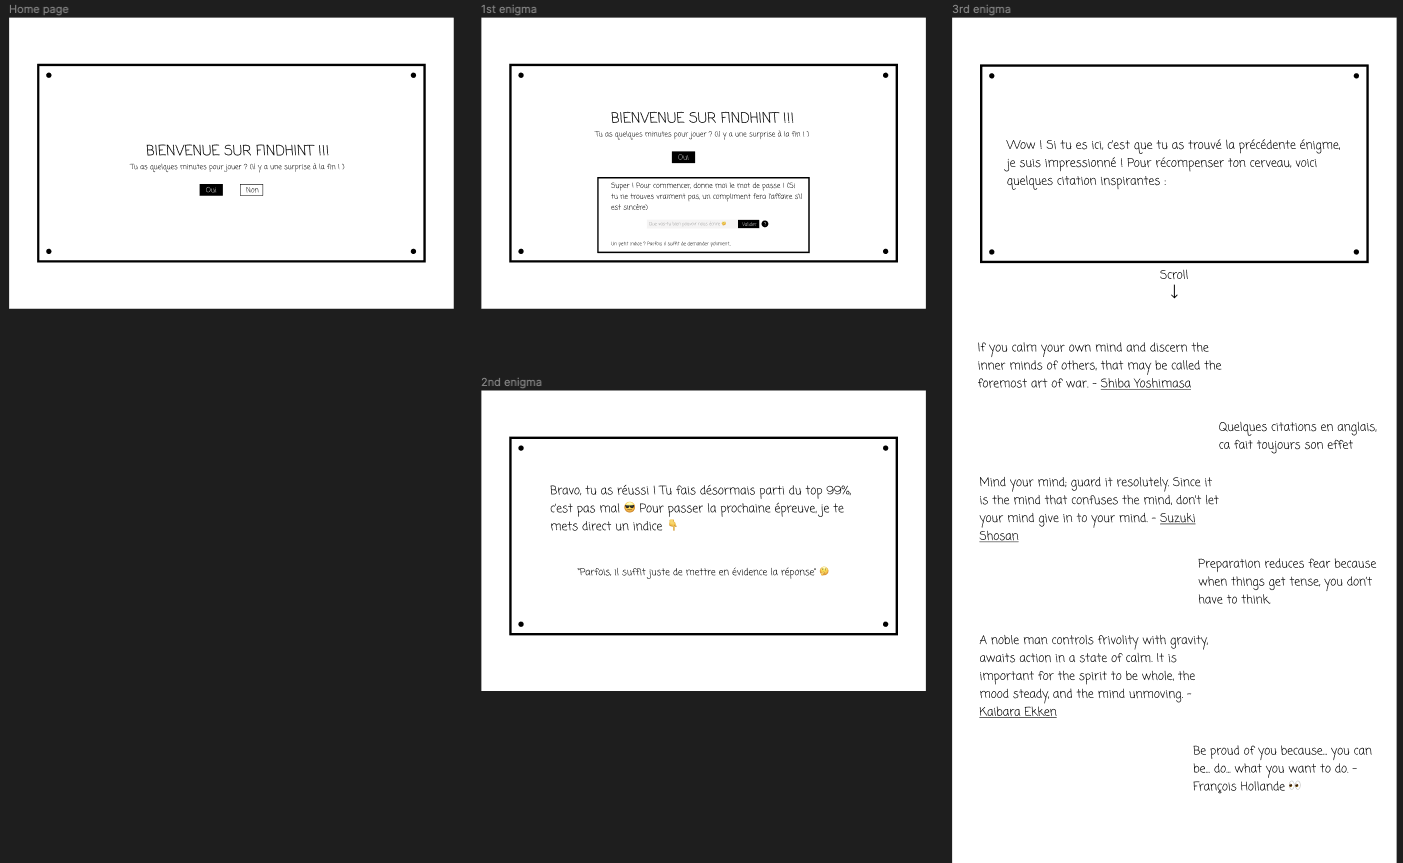 Home page
BIENVENUE SUR FINDHINT !!!
Tu as quelques minutes pour jouer ? (il y a une surprise à la fin ! )
Oui
Non
1st enigma
BIENVENUE SUR FINDHINT !!!
Tu as quelques minutes pour jouer ? (il y a une surprise à la fin ! )
Oui
Super ! Pour commencer, donne moi le mot de passe ! (Si
tu ne trouves vraiment pas, un compliment fera l'affaire s'il
est sincère)
Valider
?
Un petit indice ? Parfois il suffit de demander poliment...
2nd enigma
Bravo, tu as réussi ! Tu fais désormais parti du top 99%,
c'est pas mal 😎 Pour passer la prochaine épreuve, je te
mets direct un indice 👇
"Parfois, il suffit juste de mettre en évidence la réponse" 🤔
3rd enigma
Wow ! Si tu es ici, c'est que tu as trouvé la précédente énigme,
je suis impressionné ! Pour récompenser ton cerveau, voici
quelques citation inspirantes :
Scroll
↓
If you calm your own mind and discern the
inner minds of others, that may be called the
foremost art of war. - Shiba Yoshimasa
Quelques citations en anglais,
ca fait toujours son effet
Mind your mind; guard it resolutely. Since it
is the mind that confuses the mind, don't let
your mind give in to your mind. - Suzuki
Shosan
Preparation reduces fear because
when things get tense, you don't
have to think.
A noble man controls frivolity with gravity,
awaits action in a state of calm. It is
important for the spirit to be whole, the
mood steady, and the mind unmoving. -
Kaibara Ekken
Be proud of you because... you can
be... do... what you want to do. -
François Hollande 👀